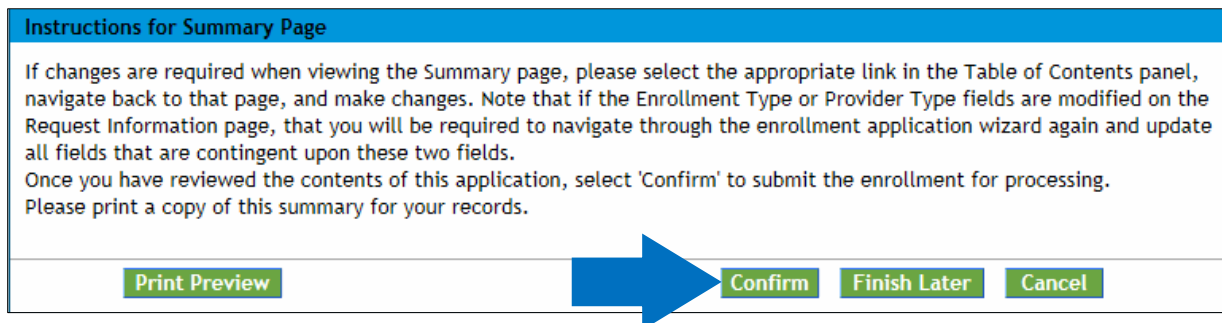 Instructions for Summary Page
If changes are required when viewing the Summary page, please select the appropriate link in the Table of Contents panel,
navigate back to that page, and make changes. Note that if the Enrollment Type or Provider Type fields are modified on the
Request Information page, that you will be required to navigate through the enrollment application wizard again and update
all fields that are contingent upon these two fields.
Once you have reviewed the contents of this application, select 'Confirm' to submit the enrollment for processing.
Please print a copy of this summary for your records.
Print Preview Confirm Finish Later Cancel